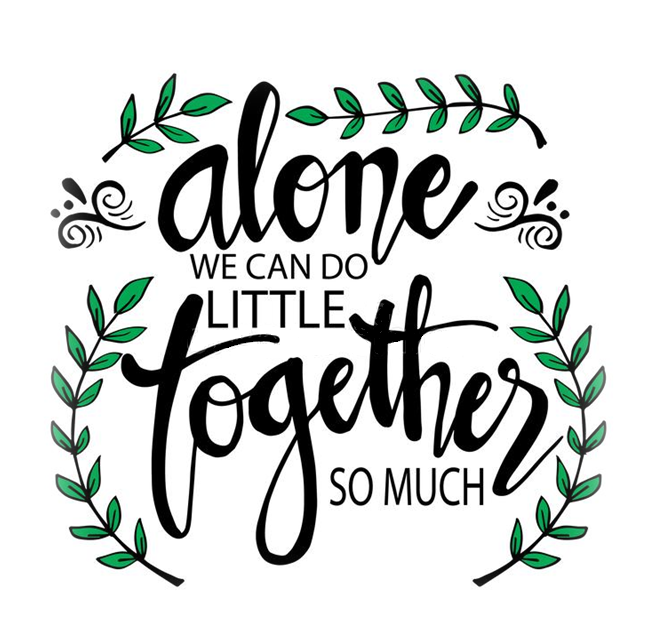 alone
WE CAN DO
LITTLE
together
SO MUCH